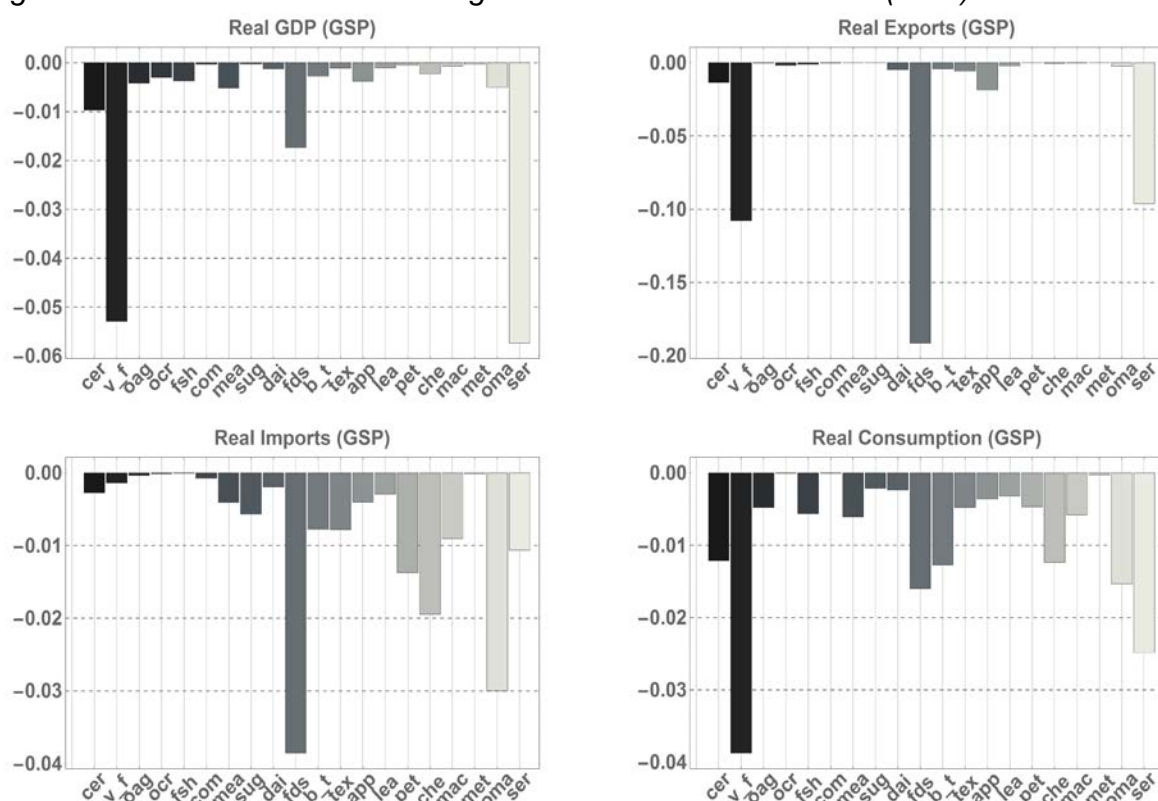 Real GDP (GSP)
0.00
−0.01
−0.02
−0.03
−0.04
−0.05
−0.06
cer v_f oag ocr fsh com mea sug dai fds b_t tex app lea pet che mac met oma ser
Real Exports (GSP)
0.00
−0.05
−0.10
−0.15
−0.20
cer v_f oag ocr fsh com mea sug dai fds b_t tex app lea pet che mac met oma ser
Real Imports (GSP)
0.00
−0.01
−0.02
−0.03
−0.04
cer v_f oag ocr fsh com mea sug dai fds b_t tex app lea pet che mac met oma ser
Real Consumption (GSP)
0.00
−0.01
−0.02
−0.03
−0.04
cer v_f oag ocr fsh com mea sug dai fds b_t tex app lea pet che mac met oma ser